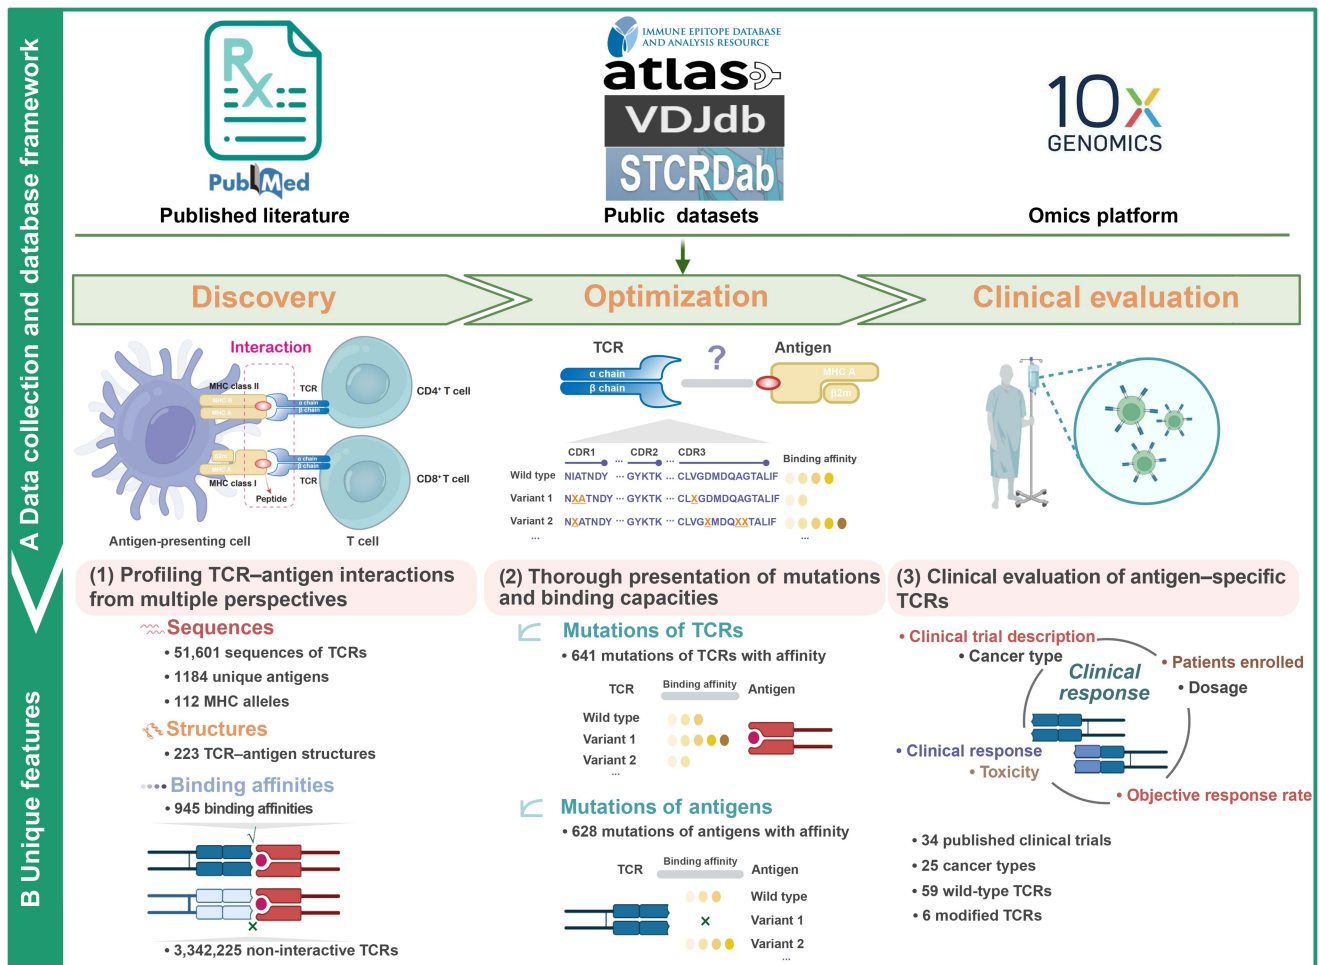 A Data collection and database framework
Rx
PubMed
Published literature
IMMUNE EPITOPE DATABASE
AND ANALYSIS RESOURCE
atlas
VDJdb
STCRDab
Public datasets
10x
GENOMICS
Omics platform
Discovery
Optimization
Clinical evaluation
Interaction
MHC class II
TCR
MHC B
MHC A
α chain
β chain
CD4⁺ T cell
β2m
MHC A
α chain
β chain
MHC class I
TCR
CD8⁺ T cell
Peptide
Antigen-presenting cell
T cell
TCR
?
Antigen
α chain
β chain
MHC A
β2m
CDR1 ... CDR2 ... CDR3
Binding affinity
Wild type NIATNDY ··· GYKTK ··· CLVGDMDQAGTALIF
Variant 1 NXATNDY ··· GYKTK ··· CLXGDMDQAGTALIF
Variant 2 NXATNDY ··· GYKTK ··· CLVGXMDQXXTALIF
...
...
B Unique features
(1) Profiling TCR–antigen interactions
from multiple perspectives
Sequences
• 51,601 sequences of TCRs
• 1184 unique antigens
• 112 MHC alleles
Structures
• 223 TCR–antigen structures
Binding affinities
• 945 binding affinities
√
×
• 3,342,225 non-interactive TCRs
(2) Thorough presentation of mutations
and binding capacities
Mutations of TCRs
• 641 mutations of TCRs with affinity
TCR
Binding affinity
Antigen
Wild type
Variant 1
Variant 2
...
Mutations of antigens
• 628 mutations of antigens with affinity
TCR
Binding affinity
Antigen
Wild type
× Variant 1
Variant 2
...
(3) Clinical evaluation of antigen–specific
TCRs
• Clinical trial description
• Cancer type
• Patients enrolled
• Dosage
Clinical
response
• Clinical response
• Toxicity
• Objective response rate
• 34 published clinical trials
• 25 cancer types
• 59 wild-type TCRs
• 6 modified TCRs